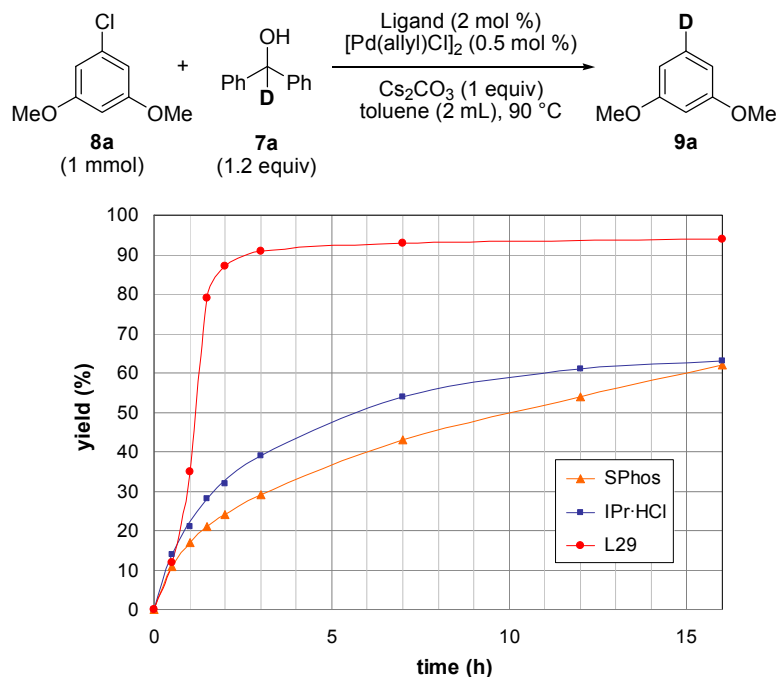 Cl
MeO
OMe
8a
(1 mmol)
+
OH
Ph
Ph
D
7a
(1.2 equiv)
Ligand (2 mol %)
[Pd(allyl)Cl]2 (0.5 mol %)
Cs2CO3 (1 equiv)
toluene (2 mL), 90 °C
D
MeO
OMe
9a
100
90
80
70
60
50
40
30
20
10
0
yield (%)
0
5
10
15
time (h)
SPhos
IPr·HCl
L29